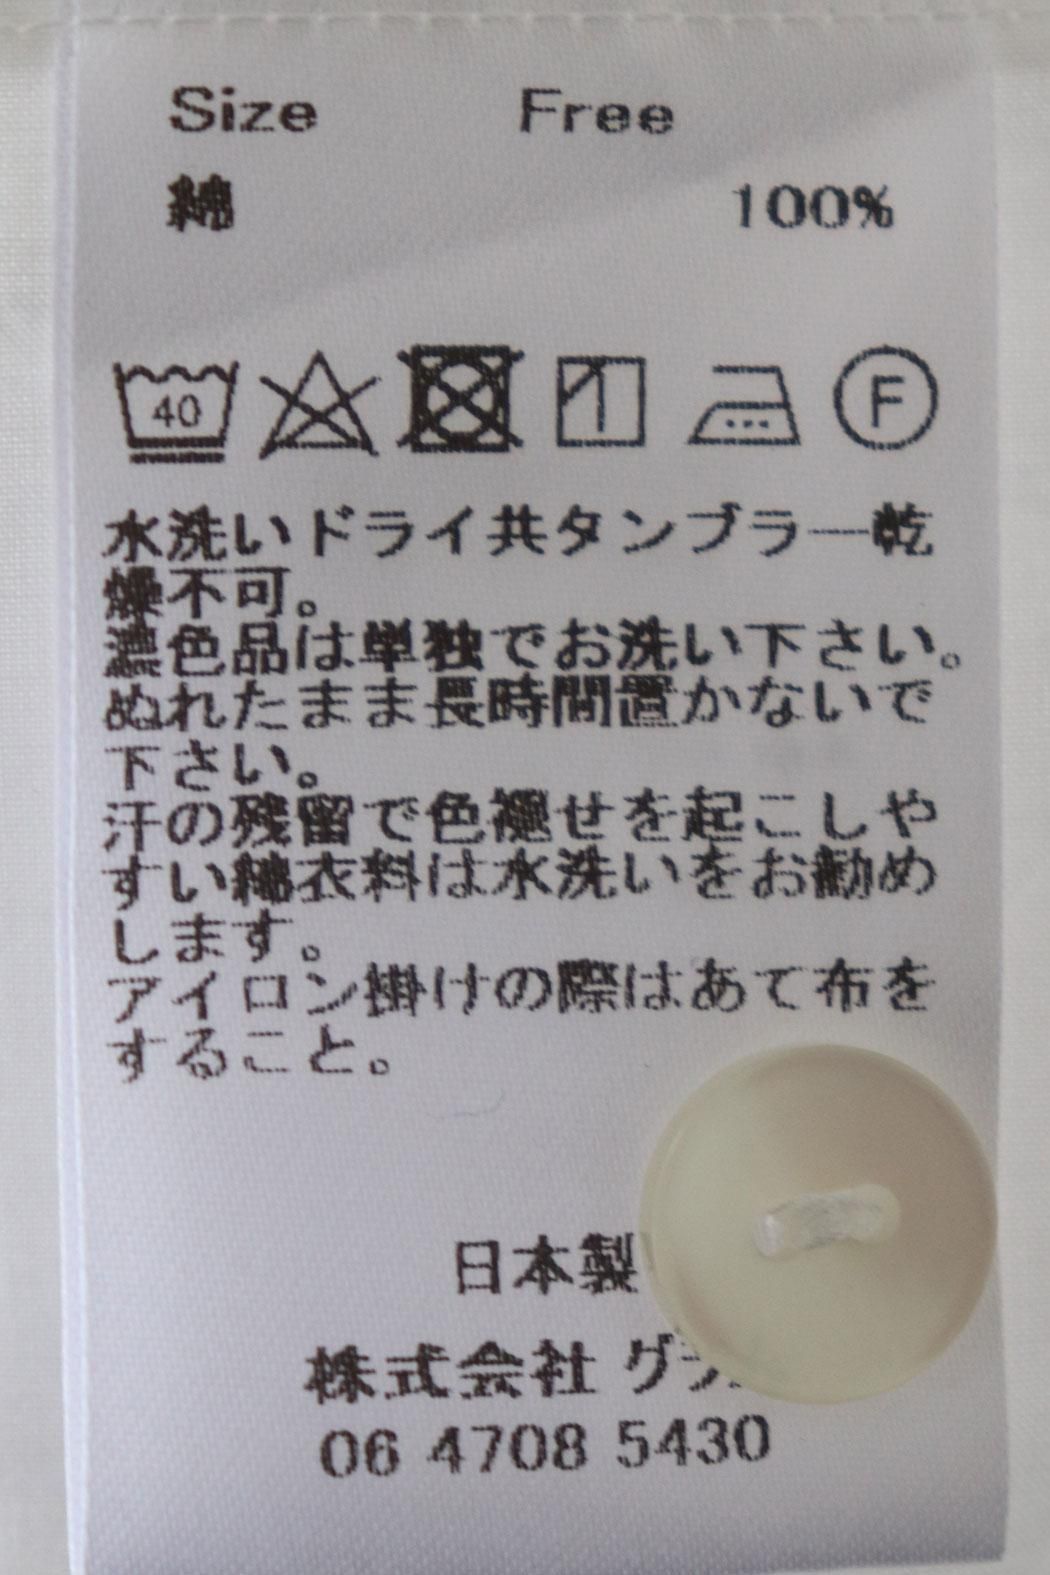 Size Free
綿 100%
40 F
水洗いドライ共タンブラー乾
燥不可。
濃色品は単独でお洗い下さい。
ぬれたまま長時間置かないで
下さい。
汗の残留で色褪せを起こしや
すい綿衣料は水洗いをお勧め
します。
アイロン掛けの際はあて布を
すること。
日本製
株式会社
06 4708 5430